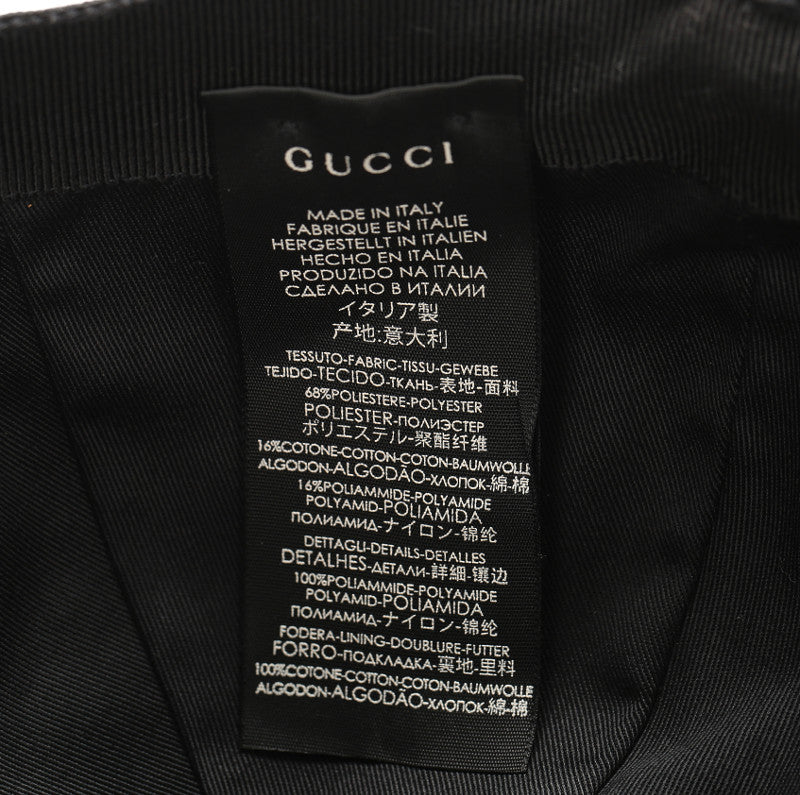 GUCCI
MADE IN ITALY
FABRIQUE EN ITALIE
HERGESTELLT IN ITALIEN
HECHO EN ITALIA
PRODUZIDO NA ITALIA
СДЕЛАНО В ИТАЛИИ
イタリア製
产地:意大利
TESSUTO-FABRIC-TISSU-GEWEBE
TEJIDO-TECIDO-ТКАНЬ-表地-面料
68%POLIESTERE-POLYESTER
POLIESTER-ПОЛИЭСТЕР
ポリエステル-聚酯纤维
16%COTONE-COTTON-COTON-BAUMWOLLE
ALGODON-ALGODÃO-ХЛОПОК-綿-棉
16%POLIAMMIDE-POLYAMIDE
POLYAMID-POLIAMIDA
ПОЛИАМИД-ナイロン-锦纶
DETTAGLI-DETAILS-DETALLES
DETALHES-ДЕТАЛИ-詳細-镶边
100%POLIAMMIDE-POLYAMIDE
POLYAMID-POLIAMIDA
ПОЛИАМИД-ナイロン-锦纶
FODERA-LINING-DOUBLURE-FUTTER
FORRO-ПОДКЛАДКА-裏地-里料
100%COTONE-COTTON-COTON-BAUMWOLLE
ALGODON-ALGODÃO-ХЛОПОК-綿-棉